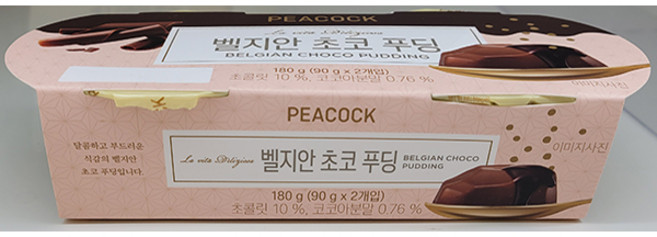 PEACOCK
La vita Deliziosa
벨지안 초코 푸딩
BELGIAN CHOCO PUDDING
180 g (90 g x 2개입)
초콜릿 10 %, 코코아분말 0.76 %
이미지사진
PEACOCK
달콤하고 부드러운
식감의 벨지안
초코 푸딩입니다.
La vita Deliziosa
벨지안 초코 푸딩
BELGIAN CHOCO
PUDDING
이미지사진
180 g (90 g x 2개입)
초콜릿 10 %, 코코아분말 0.76 %